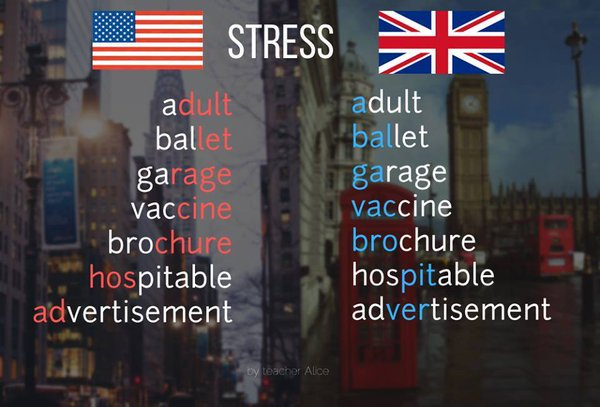 STRESS
adult
ballet
garage
vaccine
brochure
hospitable
advertisement
adult
ballet
garage
vaccine
brochure
hospitable
advertisement
by teacher Alice